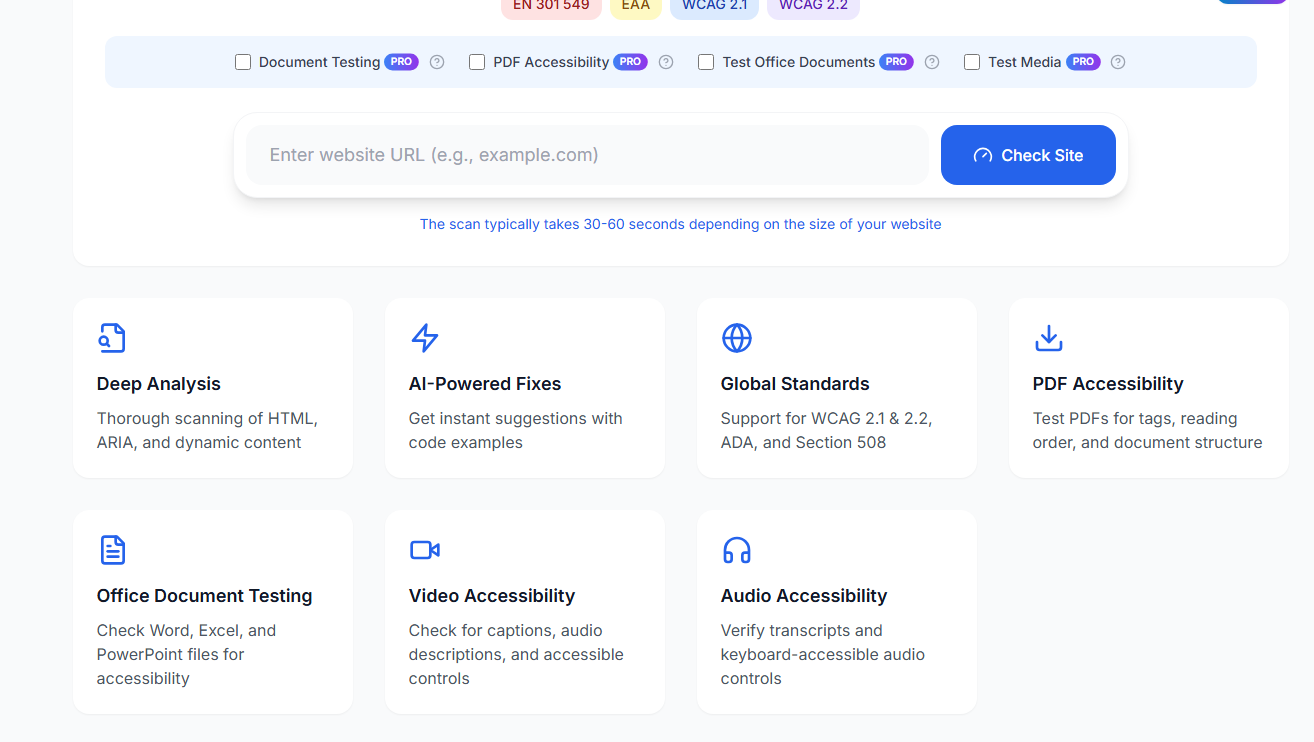 EN 301 549 EAA WCAG 2.1 WCAG 2.2
Document Testing PRO ? PDF Accessibility PRO ? Test Office Documents PRO ? Test Media PRO ?
Enter website URL (e.g., example.com)
Check Site
The scan typically takes 30-60 seconds depending on the size of your website
Deep Analysis
Thorough scanning of HTML,
ARIA, and dynamic content
AI-Powered Fixes
Get instant suggestions with
code examples
Global Standards
Support for WCAG 2.1 & 2.2,
ADA, and Section 508
PDF Accessibility
Test PDFs for tags, reading
order, and document structure
Office Document Testing
Check Word, Excel, and
PowerPoint files for
accessibility
Video Accessibility
Check for captions, audio
descriptions, and accessible
controls
Audio Accessibility
Verify transcripts and
keyboard-accessible audio
controls